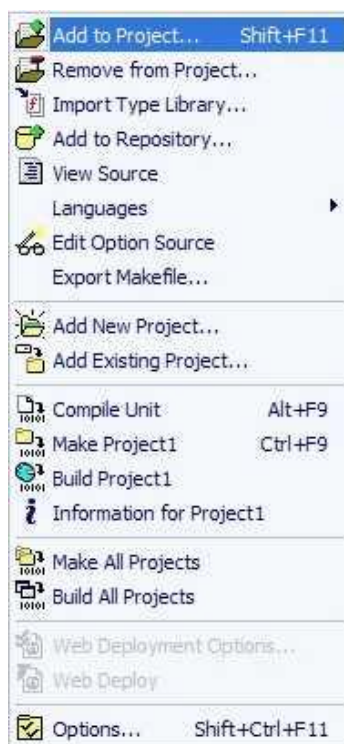 Add to Project... Shift+F11
Remove from Project...
Import Type Library...
Add to Repository...
View Source
Languages
Edit Option Source
Export Makefile...
Add New Project...
Add Existing Project...
Compile Unit Alt+F9
Make Project1 Ctrl+F9
Build Project1
Information for Project1
Make All Projects
Build All Projects
Web Deployment Options...
Web Deploy
Options... Shift+Ctrl+F11